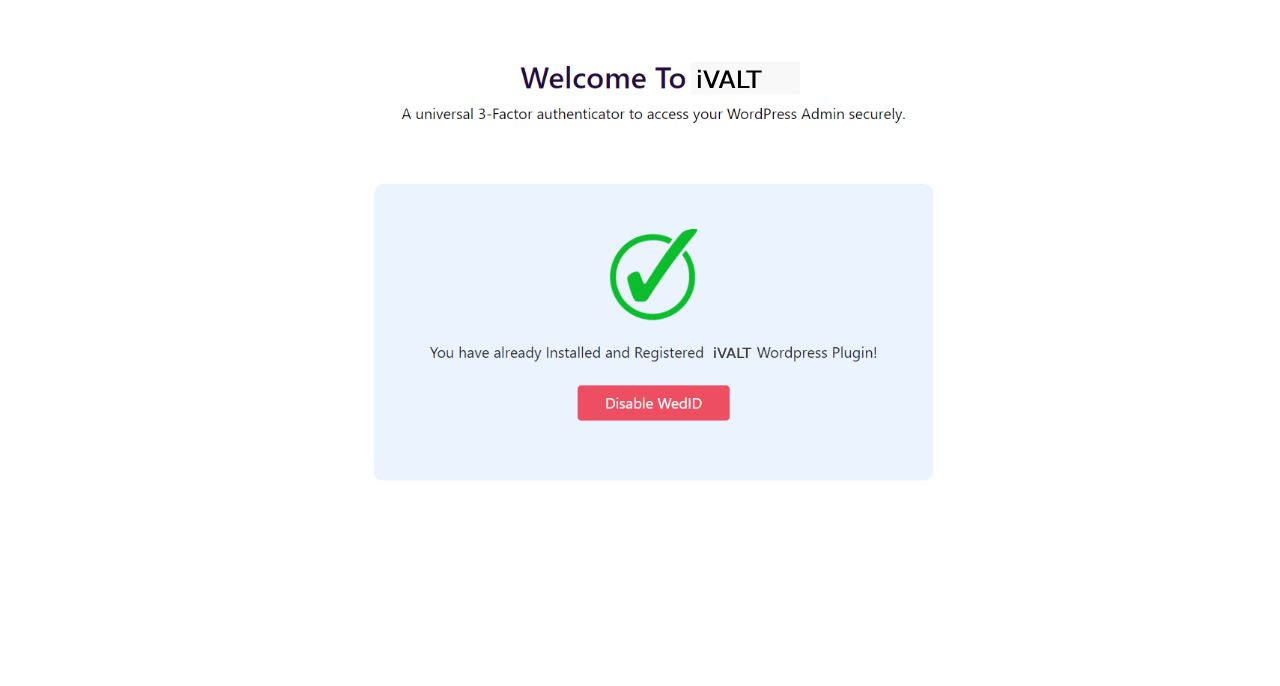 Welcome To iVALT
A universal 3-Factor authenticator to access your WordPress Admin securely.
You have already Installed and Registered iVALT Wordpress Plugin!
Disable WedID